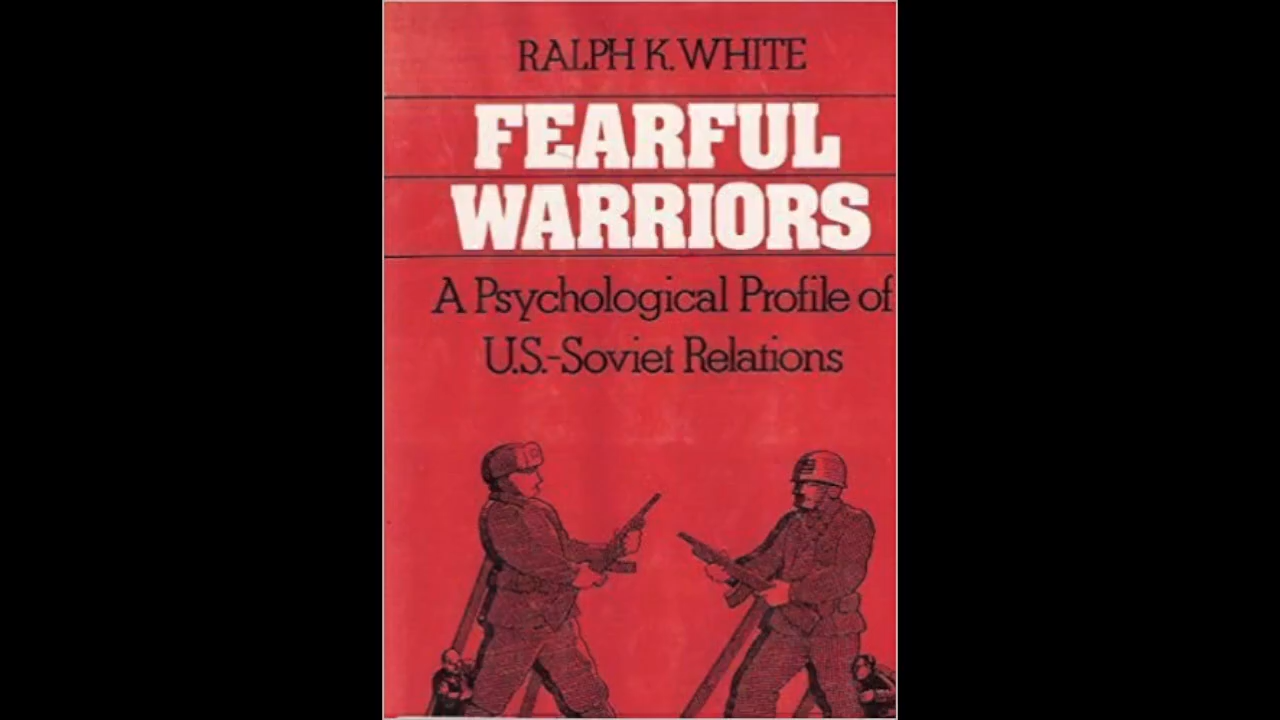 RALPH K. WHITE
FEARFUL
WARRIORS
A Psychological Profile of
U.S.-Soviet Relations